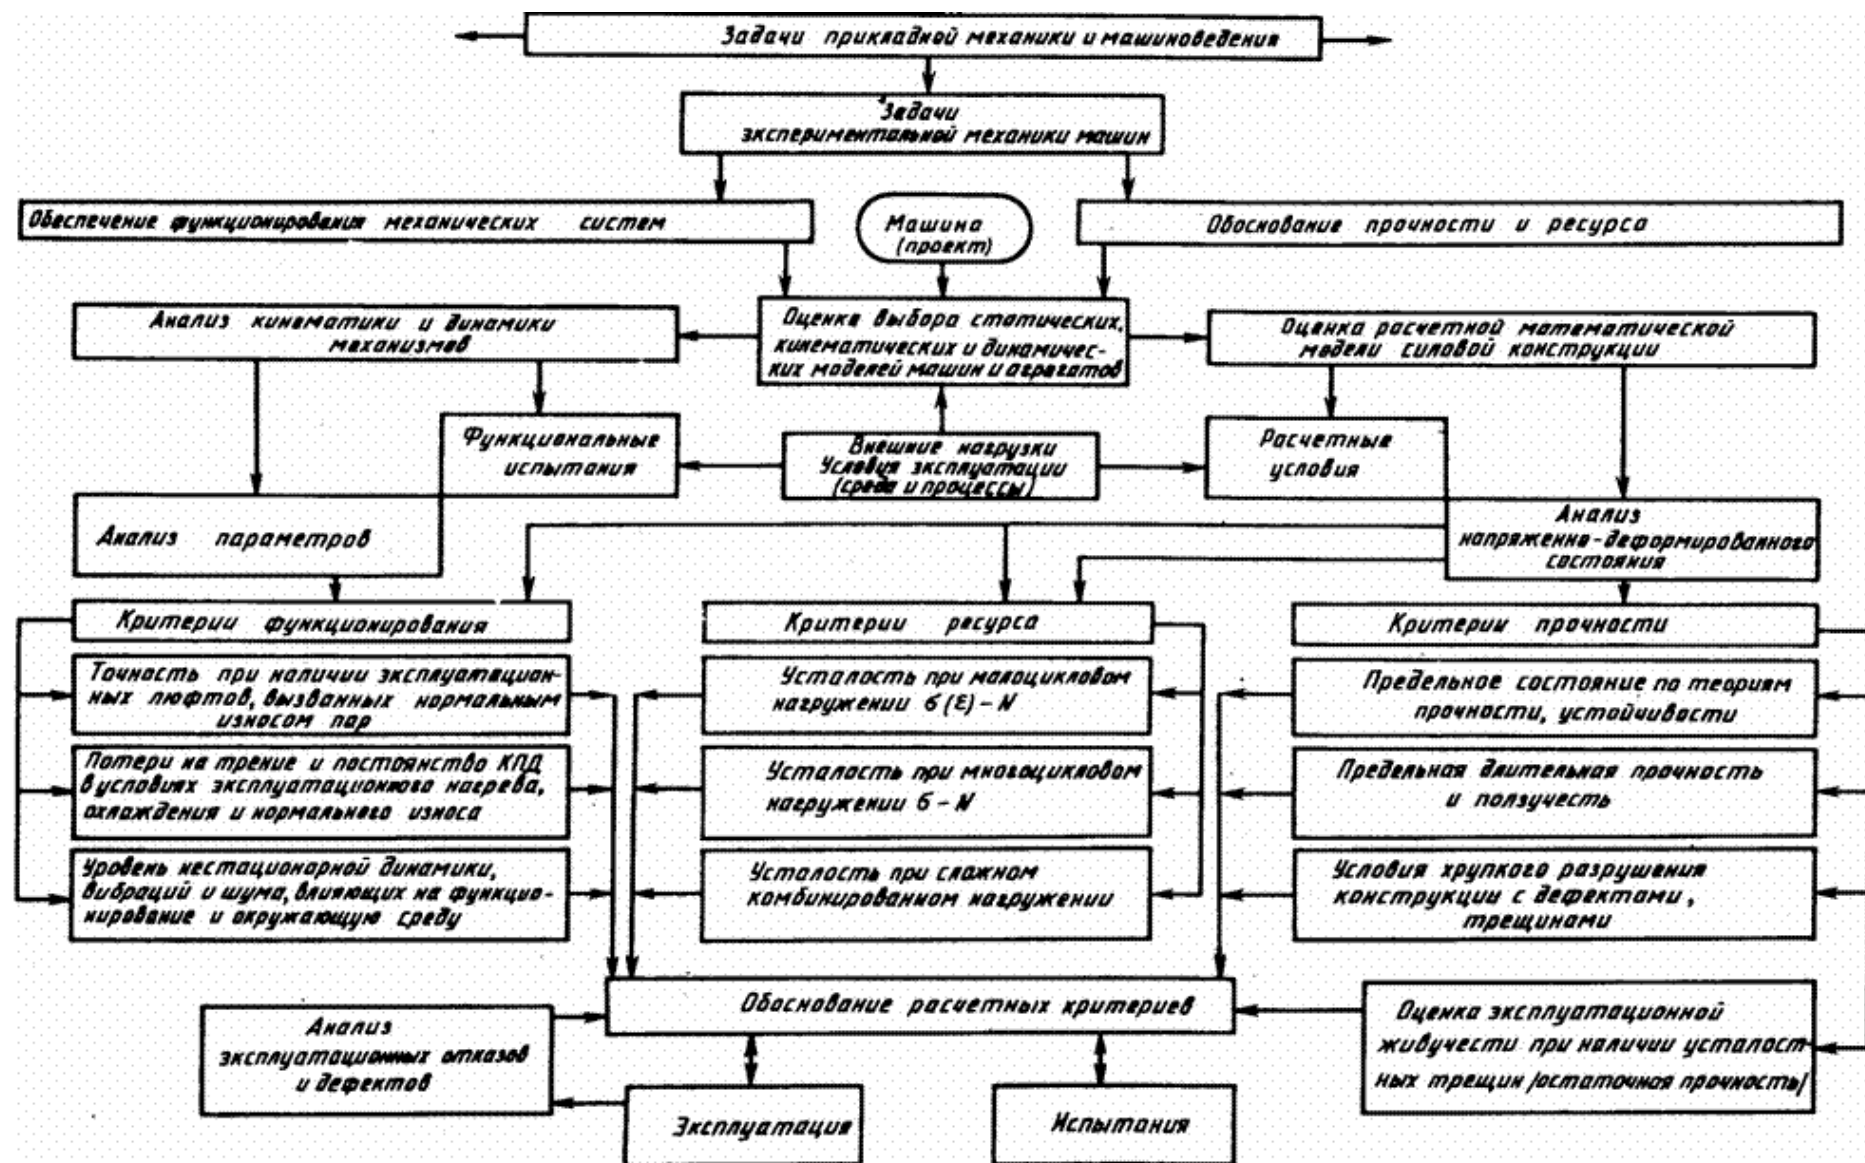 Задачи прикладной механики и машиноведения
Задачи
экспериментальной механики машин
Обеспечение функционирования механических систем
Машина
(проект)
Обоснование прочности и ресурса
Анализ кинематики и динамики
механизмов
Оценка выбора статических,
кинематических и динамичес-
ких моделей машин и агрегатов
Оценка расчетной математической
модели силовой конструкции
Функциональные
испытания
Внешние нагрузки
Условия эксплуатации
(среда и процессы)
Расчетные
условия
Анализ параметров
Анализ
напряженно-деформированного
состояния
Критерии функционирования
Критерии ресурса
Критерии прочности
Точность при наличии эксплуатацион-
ных люфтов, вызванных нормальным
износом пар
Усталость при малоцикловом
нагружении σ (ε) – N
Предельное состояние по теориям
прочности, устойчивости
Потери на трение и постоянство КПД
в условиях эксплуатационного нагрева,
охлаждения и нормального износа
Усталость при многоцикловом
нагружении σ – N
Предельная длительная прочность
и ползучесть
Уровень нестационарной динамики,
вибраций и шума, влияющих на функцио-
нирование и окружающую среду
Усталость при сложном
комбинированном нагружении
Условия хрупкого разрушения
конструкции с дефектами,
трещинами
Обоснование расчетных критериев
Анализ
эксплуатационных отказов
и дефектов
Оценка эксплуатационной
живучести при наличии усталост-
ных трещин /остаточная прочность/
Эксплуатация
Испытания